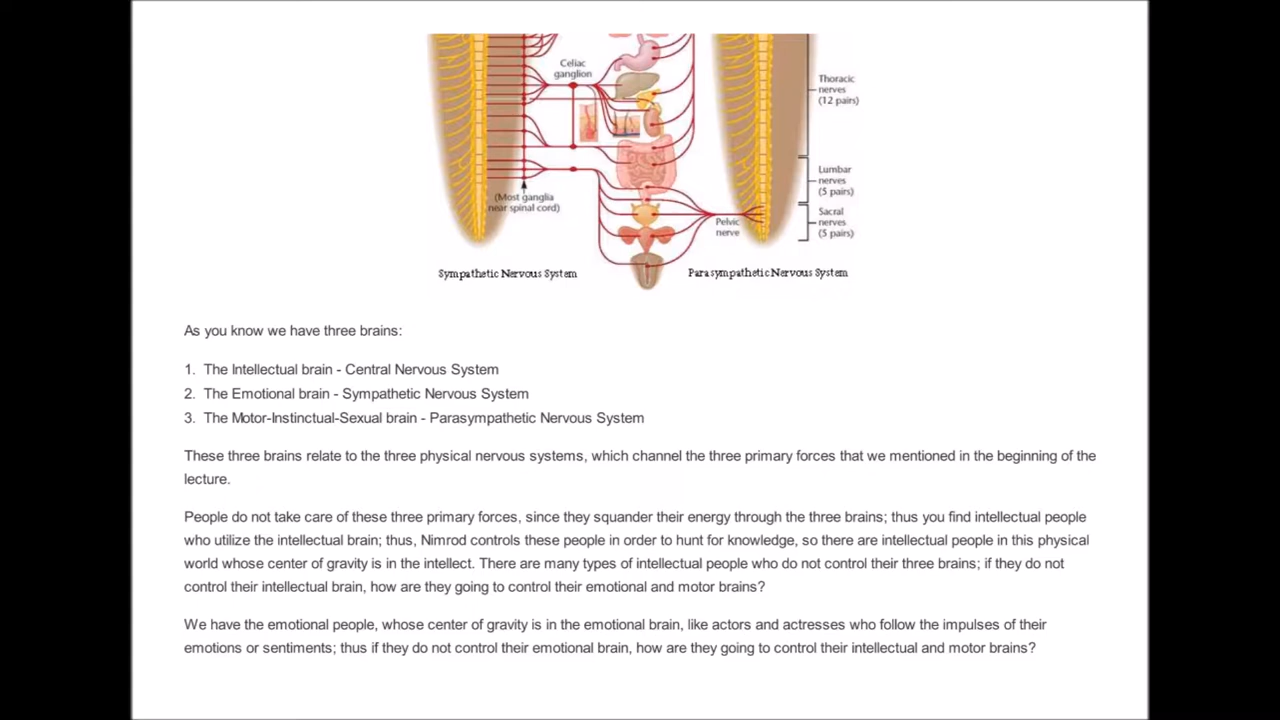 Celiac
ganglion
Thoracic
nerves
(12 pairs)
Lumbar
nerves
(5 pairs)
(Most ganglia
near spinal cord)
Sacral
nerves
(5 pairs)
Pelvic
nerve
Sympathetic Nervous System
Parasympathetic Nervous System
As you know we have three brains:
1. The Intellectual brain - Central Nervous System
2. The Emotional brain - Sympathetic Nervous System
3. The Motor-Instinctual-Sexual brain - Parasympathetic Nervous System
These three brains relate to the three physical nervous systems, which channel the three primary forces that we mentioned in the beginning of the
lecture.
People do not take care of these three primary forces, since they squander their energy through the three brains; thus you find intellectual people
who utilize the intellectual brain; thus, Nimrod controls these people in order to hunt for knowledge, so there are intellectual people in this physical
world whose center of gravity is in the intellect. There are many types of intellectual people who do not control their three brains; if they do not
control their intellectual brain, how are they going to control their emotional and motor brains?
We have the emotional people, whose center of gravity is in the emotional brain, like actors and actresses who follow the impulses of their
emotions or sentiments; thus if they do not control their emotional brain, how are they going to control their intellectual and motor brains?